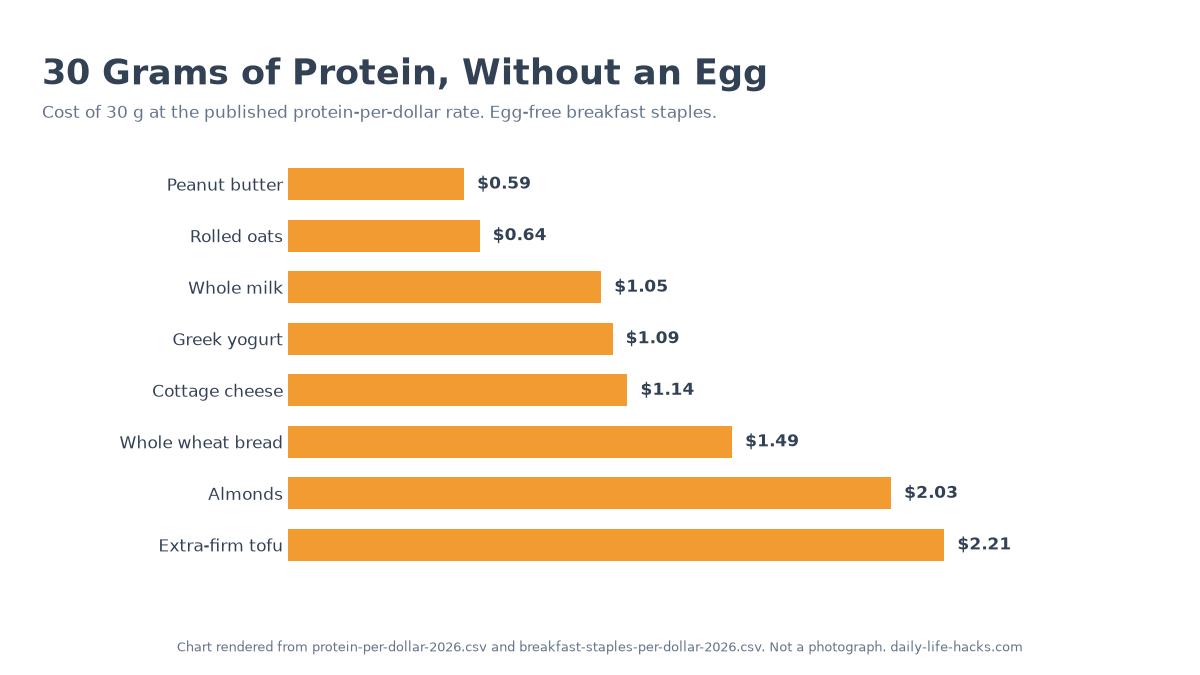 30 Grams of Protein, Without an Egg
Cost of 30 g at the published protein-per-dollar rate. Egg-free breakfast staples.
Peanut butter $0.59
Rolled oats $0.64
Whole milk $1.05
Greek yogurt $1.09
Cottage cheese $1.14
Whole wheat bread $1.49
Almonds $2.03
Extra-firm tofu $2.21
Chart rendered from protein-per-dollar-2026.csv and breakfast-staples-per-dollar-2026.csv. Not a photograph. daily-life-hacks.com